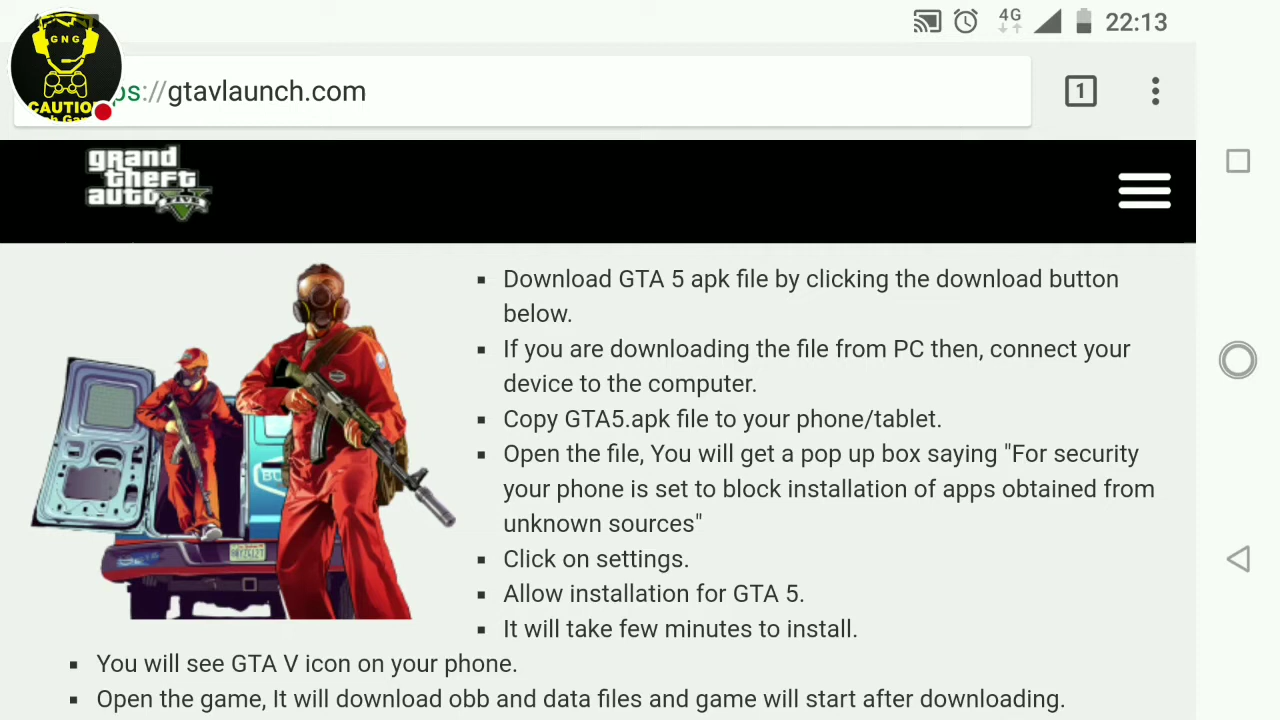 4G
22:13
GNG
ps://gtavlaunch.com
CAUTIO
grand
theft
auto
FIVE
Download GTA 5 apk file by clicking the download button
below.
If you are downloading the file from PC then, connect your
device to the computer.
Copy GTA5.apk file to your phone/tablet.
Open the file, You will get a pop up box saying "For security
your phone is set to block installation of apps obtained from
unknown sources"
Click on settings.
Allow installation for GTA 5.
It will take few minutes to install.
You will see GTA V icon on your phone.
Open the game, It will download obb and data files and game will start after downloading.
1